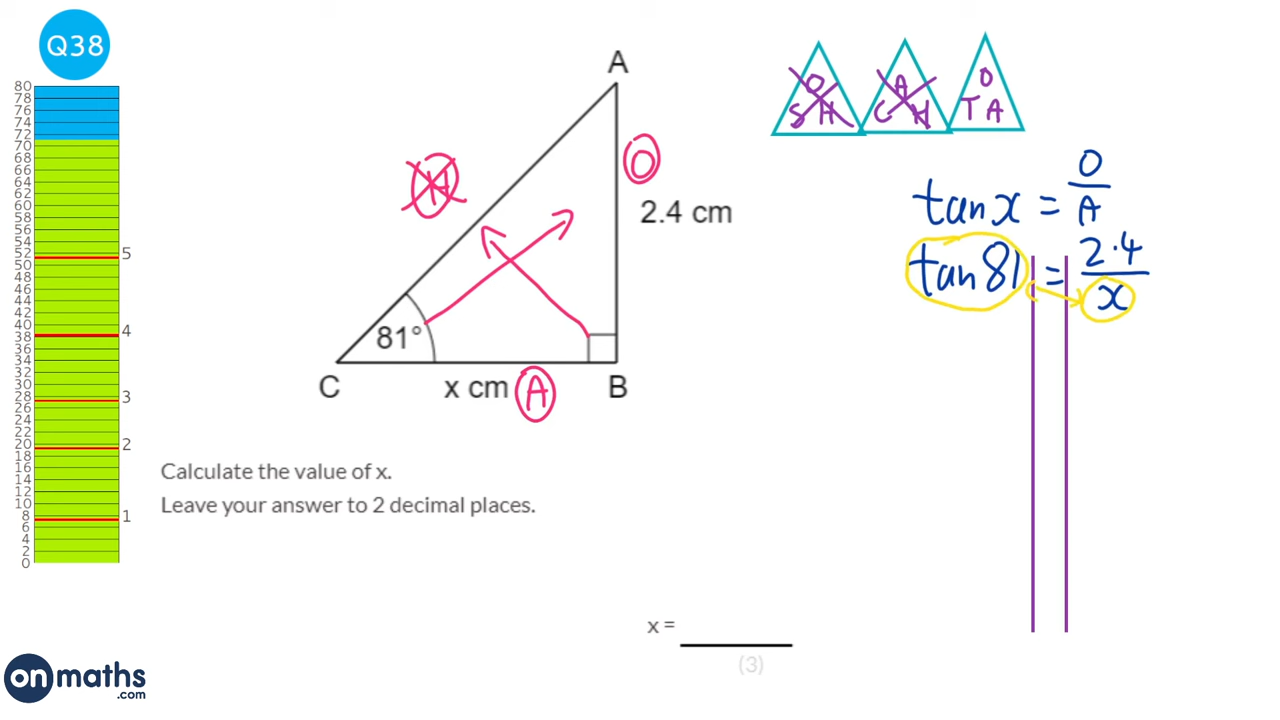 Q38
80
78
76
74
72
70
68
66
64
62
60
58
56
54
52
50
48
46
44
42
40
38
36
34
32
30
28
26
24
22
20
18
16
14
12
10
8
6
4
2
0
5
4
3
2
1
A
H
O
2.4 cm
81°
C
x cm
A
B
O
S H
A
C H
O
T A
tan x = O/A
tan 81 = 2.4/x
Calculate the value of x.
Leave your answer to 2 decimal places.
x =
(3)
onmaths
.com